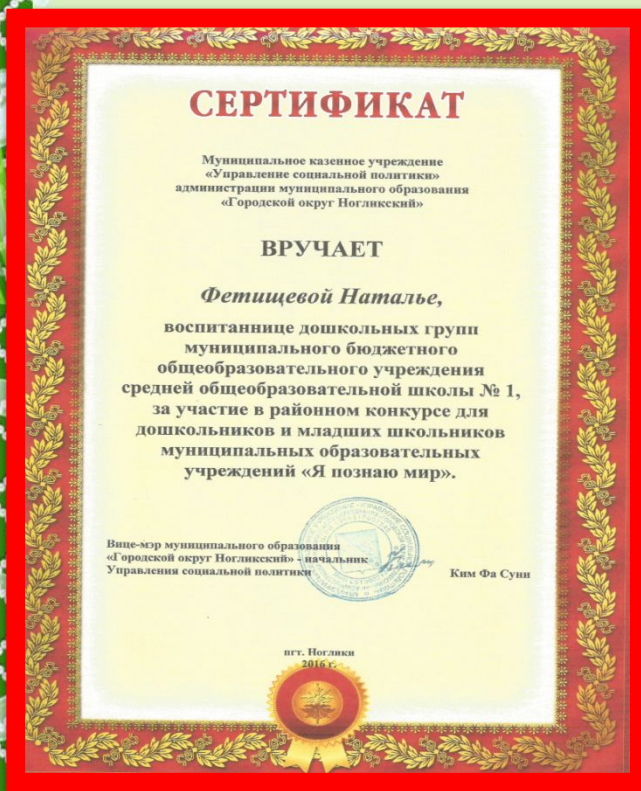 СЕРТИФИКАТ
Муниципальное казенное учреждение
«Управление социальной политики»
администрации муниципального образования
«Городской округ Ногликский»
ВРУЧАЕТ
Фетищевой Наталье,
воспитаннице дошкольных групп
муниципального бюджетного
общеобразовательного учреждения
средней общеобразовательной школы № 1,
за участие в районном конкурсе для
дошкольников и младших школьников
муниципальных образовательных
учреждений «Я познаю мир».
Вице-мэр муниципального образования
«Городской округ Ногликский» - начальник
Управления социальной политики
Ким Фа Суни
пгт. Ноглики
2016 г.